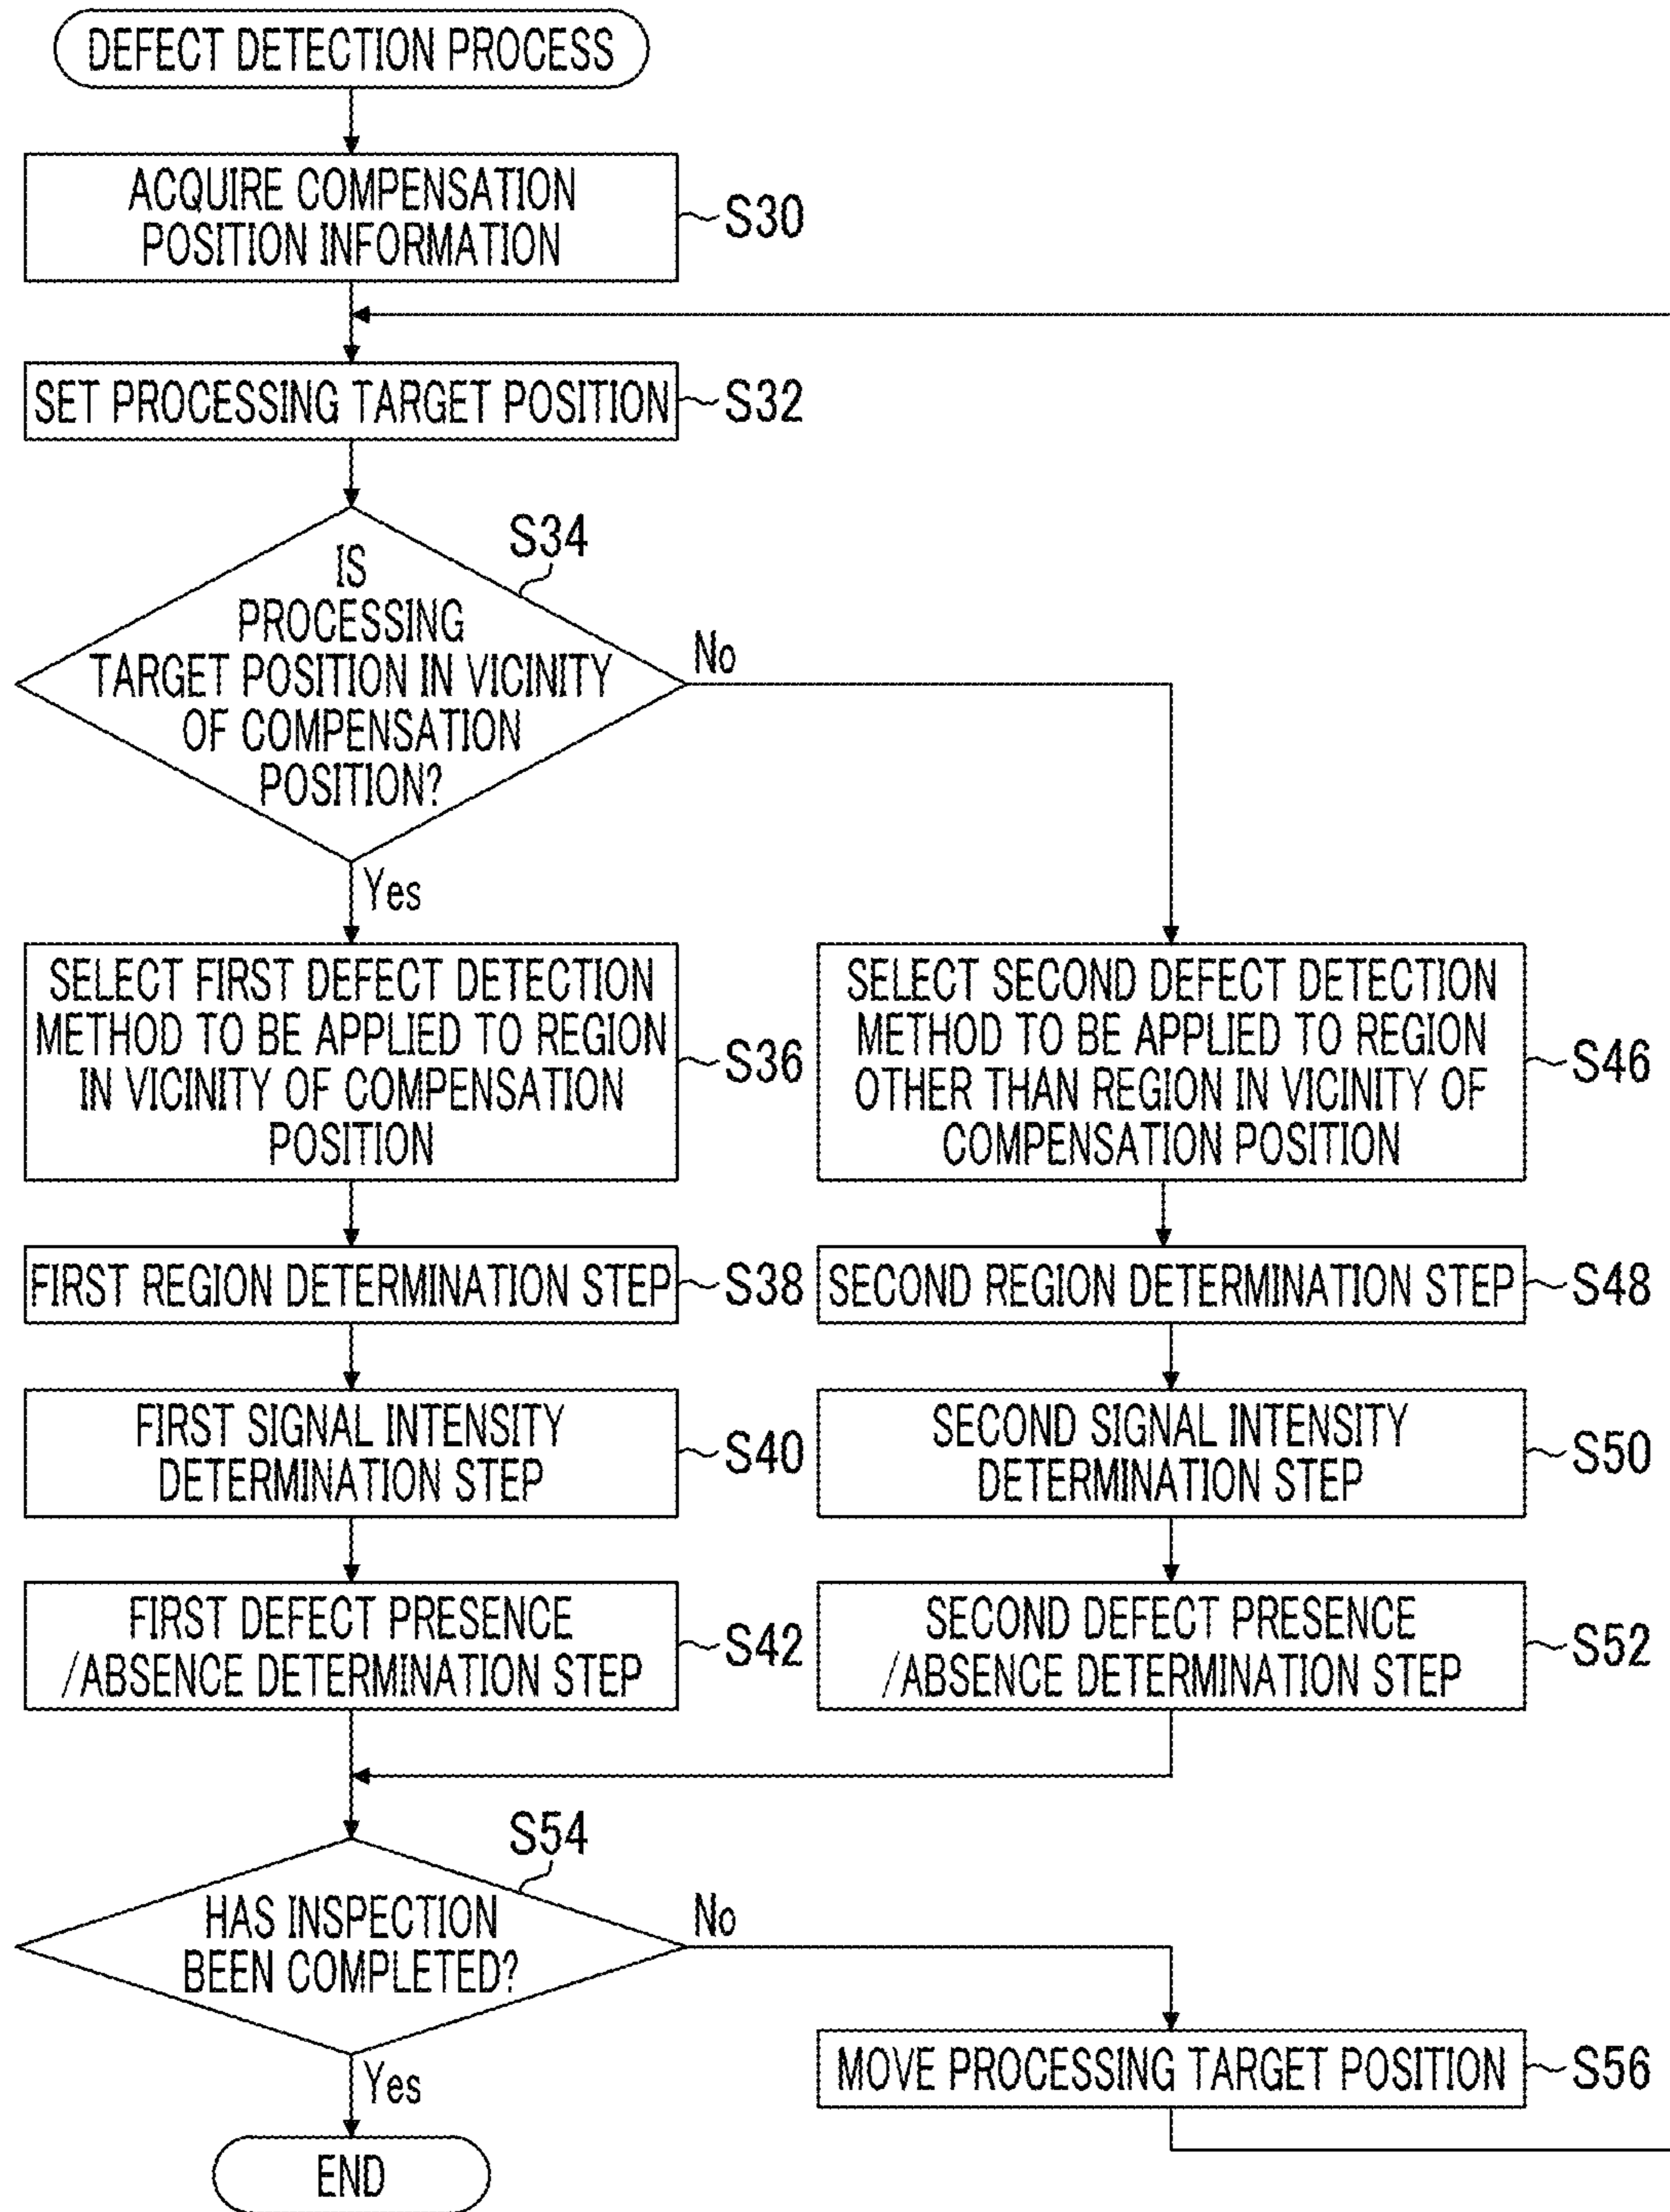 DEFECT DETECTION PROCESS
ACQUIRE COMPENSATION
POSITION INFORMATION
S30
SET PROCESSING TARGET POSITION
S32
S34
IS
PROCESSING
TARGET POSITION IN VICINITY
OF COMPENSATION
POSITION?
No
Yes
SELECT FIRST DEFECT DETECTION
METHOD TO BE APPLIED TO REGION
IN VICINITY OF COMPENSATION
POSITION
S36
SELECT SECOND DEFECT DETECTION
METHOD TO BE APPLIED TO REGION
OTHER THAN REGION IN VICINITY OF
COMPENSATION POSITION
S46
FIRST REGION DETERMINATION STEP
S38
SECOND REGION DETERMINATION STEP
S48
FIRST SIGNAL INTENSITY
DETERMINATION STEP
S40
SECOND SIGNAL INTENSITY
DETERMINATION STEP
S50
FIRST DEFECT PRESENCE
/ABSENCE DETERMINATION STEP
S42
SECOND DEFECT PRESENCE
/ABSENCE DETERMINATION STEP
S52
S54
HAS INSPECTION
BEEN COMPLETED?
No
Yes
MOVE PROCESSING TARGET POSITION
S56
END